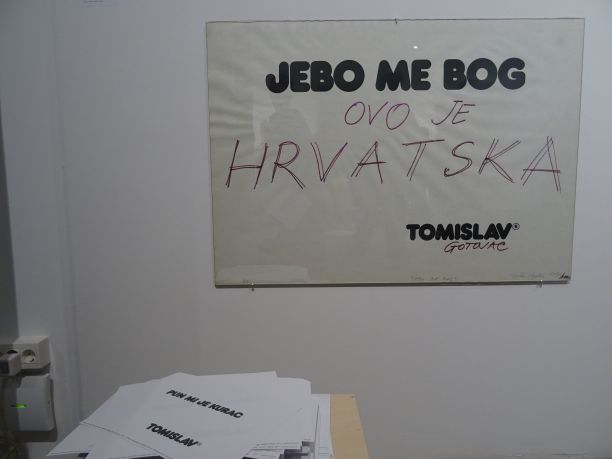 JEBO ME BOG
OVO JE
HRVATSKA
TOMISLAV®
GOTOVAC
PUN MI JE KURAC
TOMISLAV®